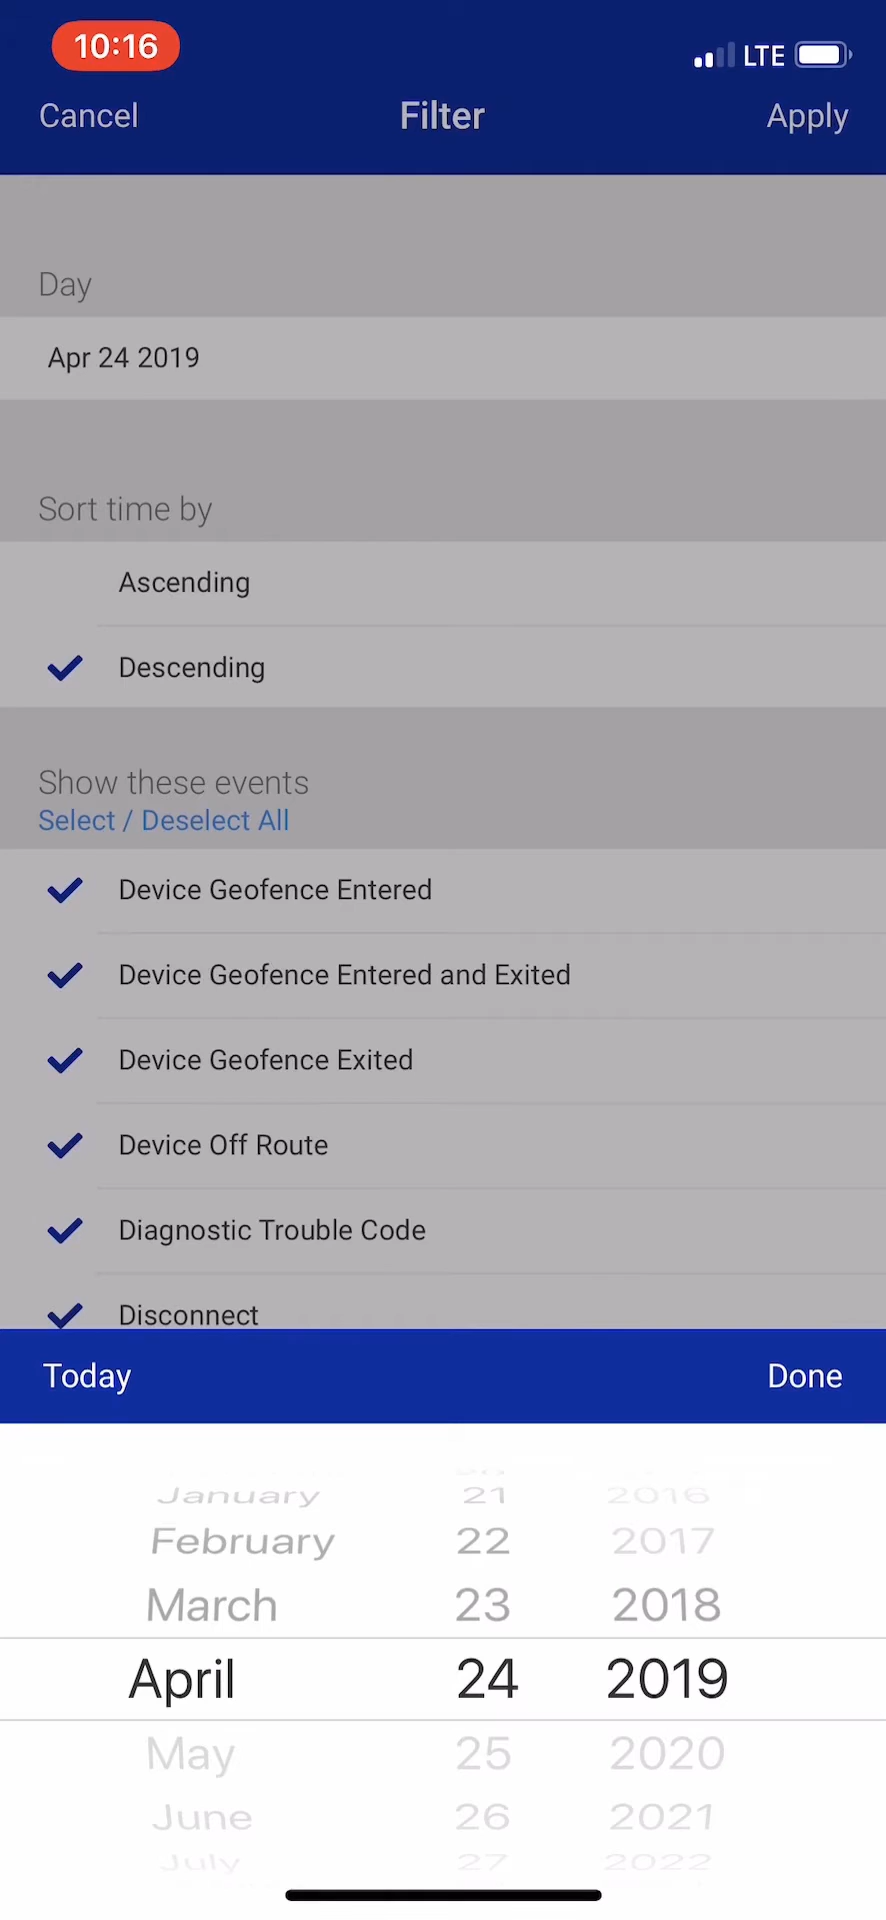 10:16 LTE
Cancel Filter Apply
Day
Apr 24 2019
Sort time by
Ascending
Descending
Show these events
Select / Deselect All
Device Geofence Entered
Device Geofence Entered and Exited
Device Geofence Exited
Device Off Route
Diagnostic Trouble Code
Disconnect
Today Done
January 21 2016
February 22 2017
March 23 2018
April 24 2019
May 25 2020
June 26 2021
July 27 2022